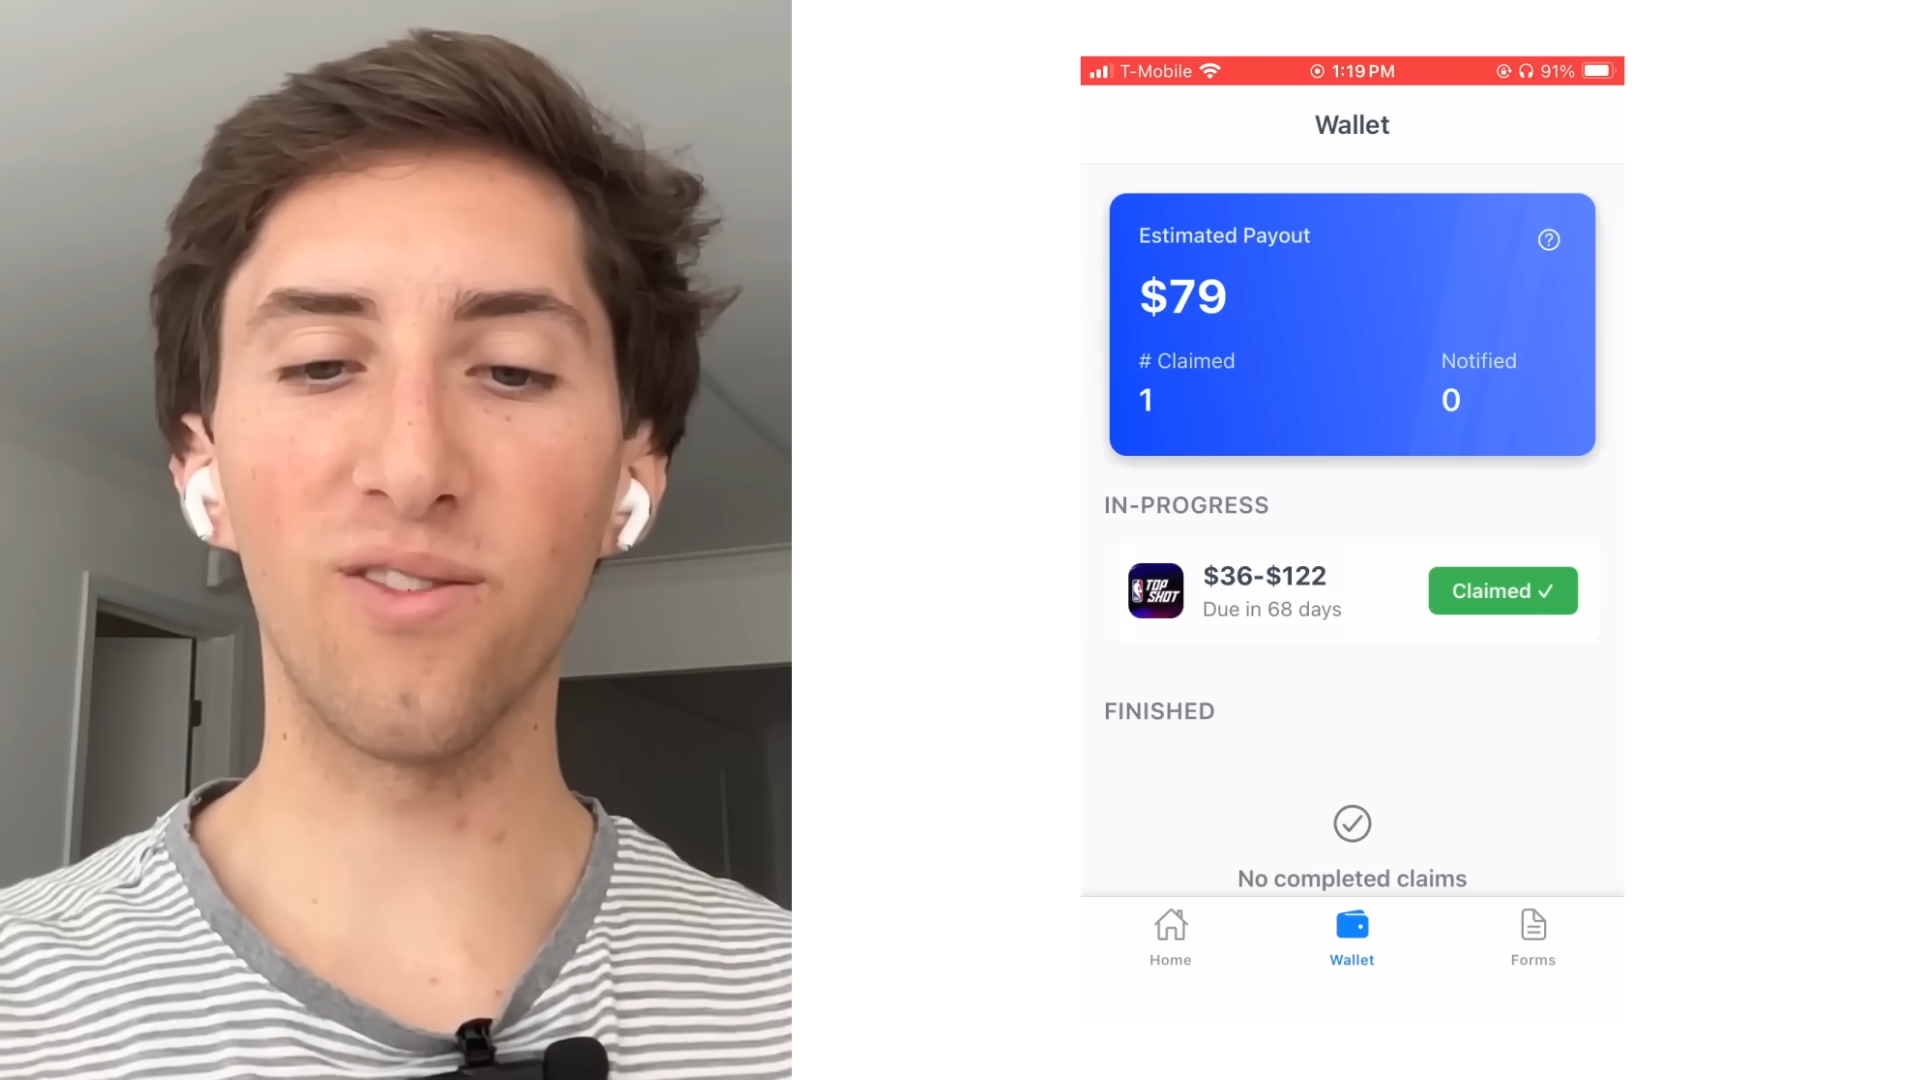 T-Mobile 1:19 PM 91%
Wallet
Estimated Payout
?
$79
# Claimed Notified
1 0
IN-PROGRESS
TOP SHOT
$36-$122
Due in 68 days
Claimed ✓
FINISHED
No completed claims
Home Wallet Forms